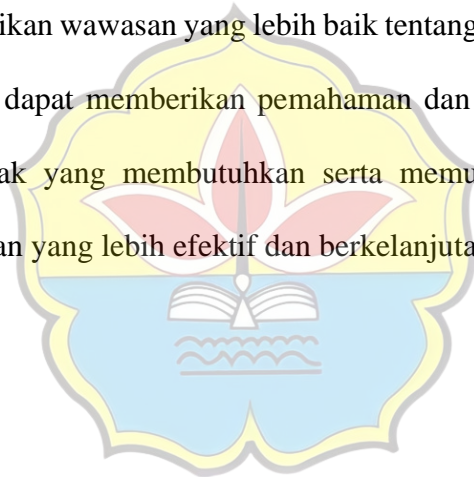 ikan wawasan yang lebih baik tentang
dapat memberikan pemahaman dan
ak yang membutuhkan serta memu
an yang lebih efektif dan berkelanjuta